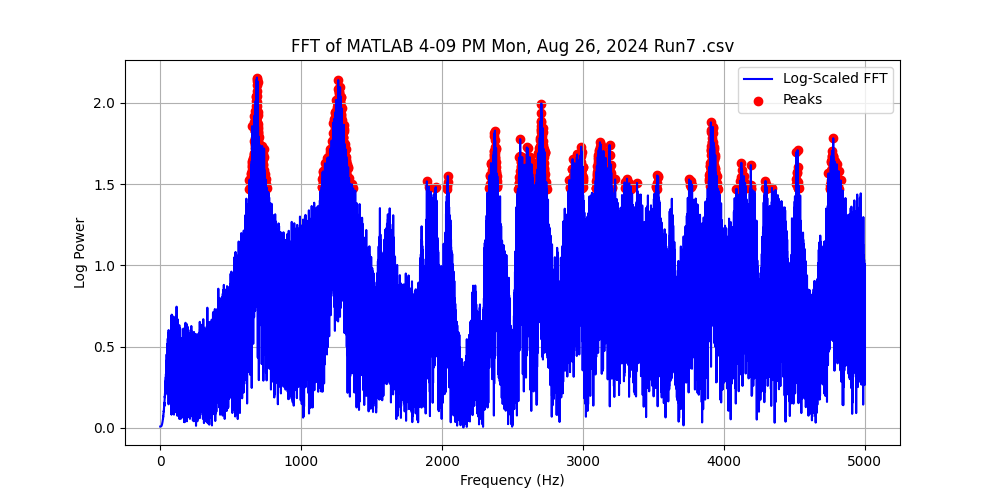 FFT of MATLAB 4-09 PM Mon, Aug 26, 2024 Run7 .csv
Log-Scaled FFT
Peaks
2.0
1.5
1.0
0.5
0.0
Log Power
0 1000 2000 3000 4000 5000
Frequency (Hz)